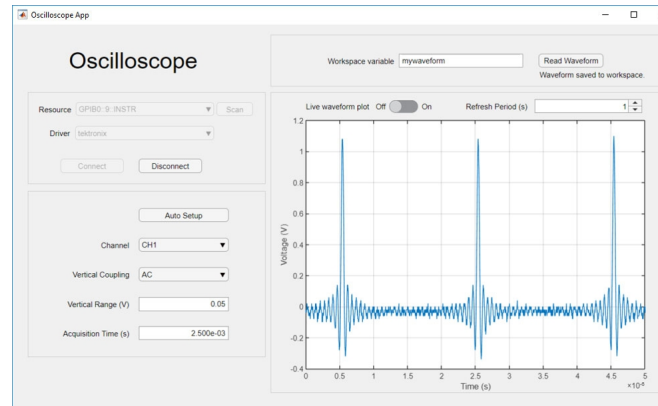 Oscilloscope App
Oscilloscope
Resource GPIB0::9::INSTR Scan
Driver tektronix
Connect Disconnect
Auto Setup
Channel CH1
Vertical Coupling AC
Vertical Range (V) 0.05
Acquisition Time (s) 2.500e-03
Workspace variable mywaveform Read Waveform
Waveform saved to workspace.
Live waveform plot Off On Refresh Period (s) 1
Voltage (V)
1.2
1
0.8
0.6
0.4
0.2
0
-0.2
-0.4
0 0.5 1 1.5 2 2.5 3 3.5 4 4.5 5
Time (s)